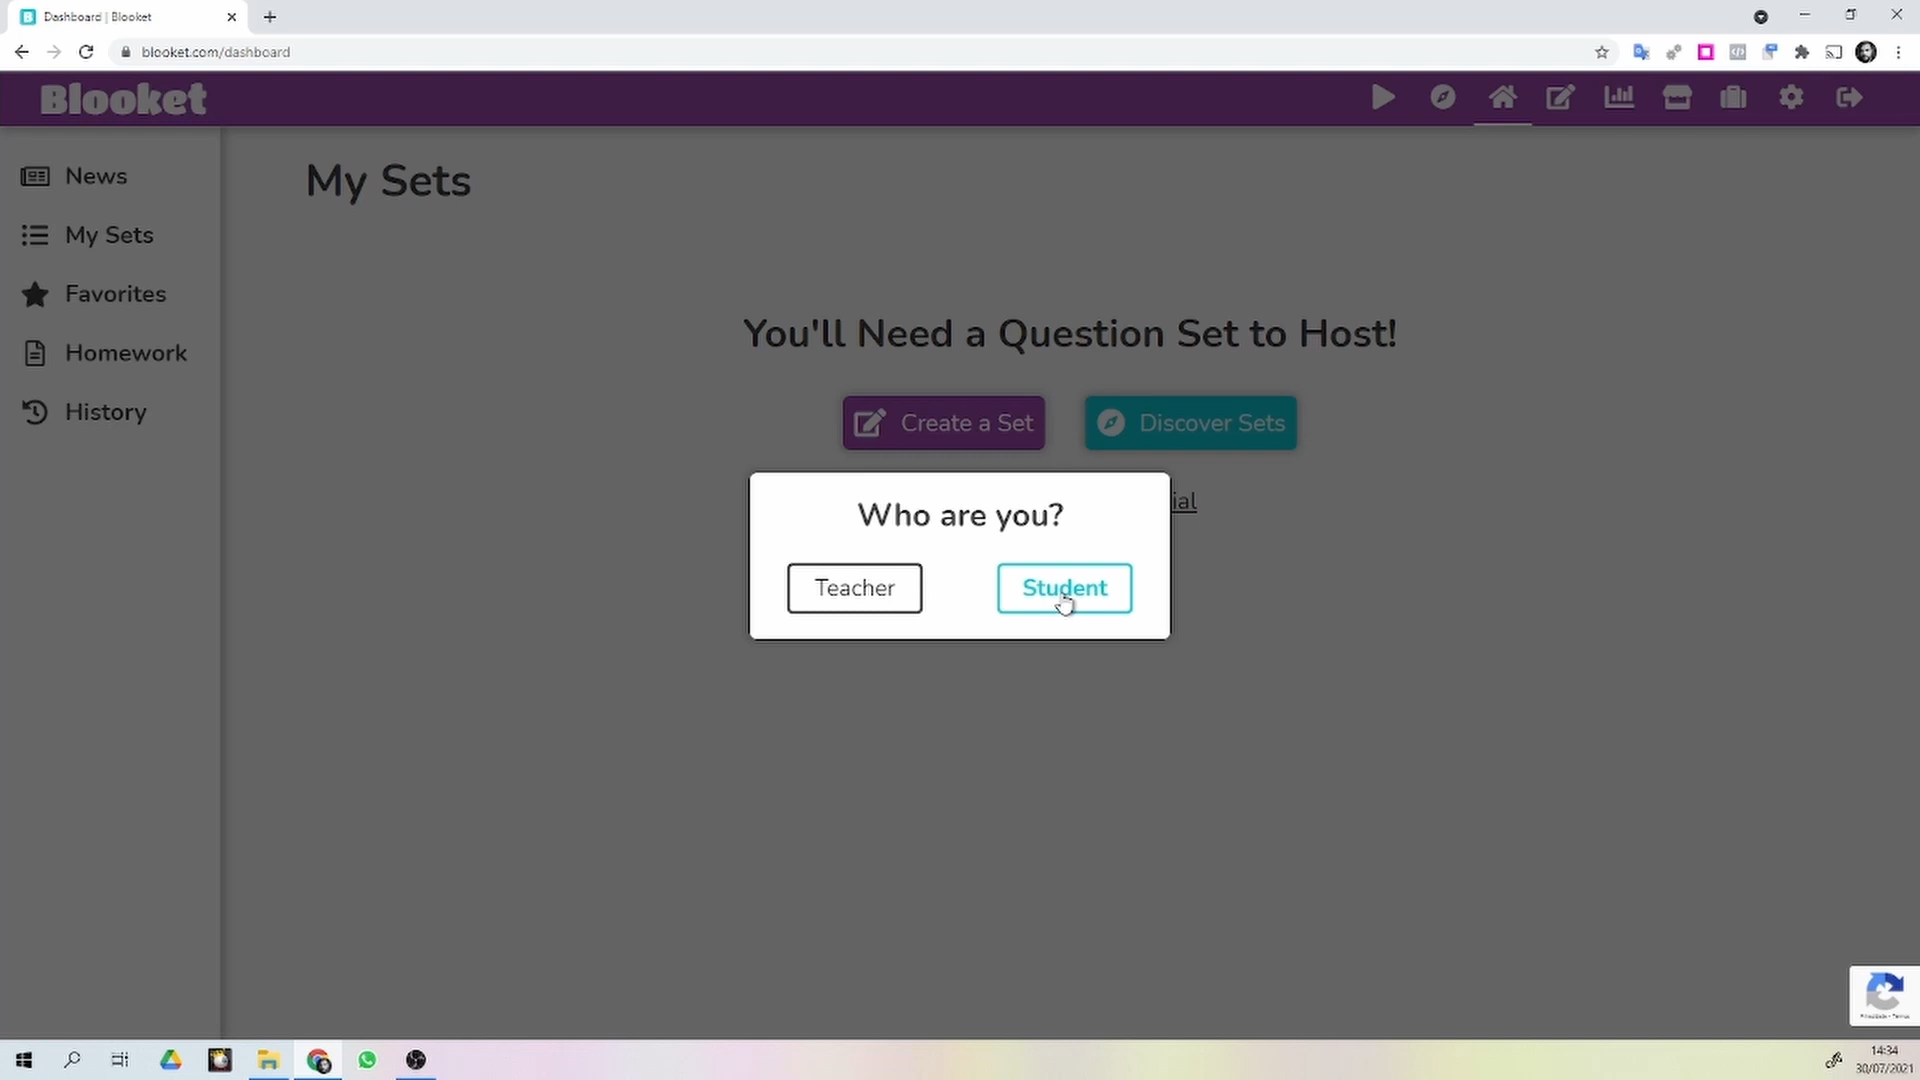 Dashboard | Blooket
blooket.com/dashboard
Blooket
News
My Sets
Favorites
Homework
History
My Sets
You'll Need a Question Set to Host!
Create a Set
Discover Sets
ial
Who are you?
Teacher
Student
14:34
30/07/2021